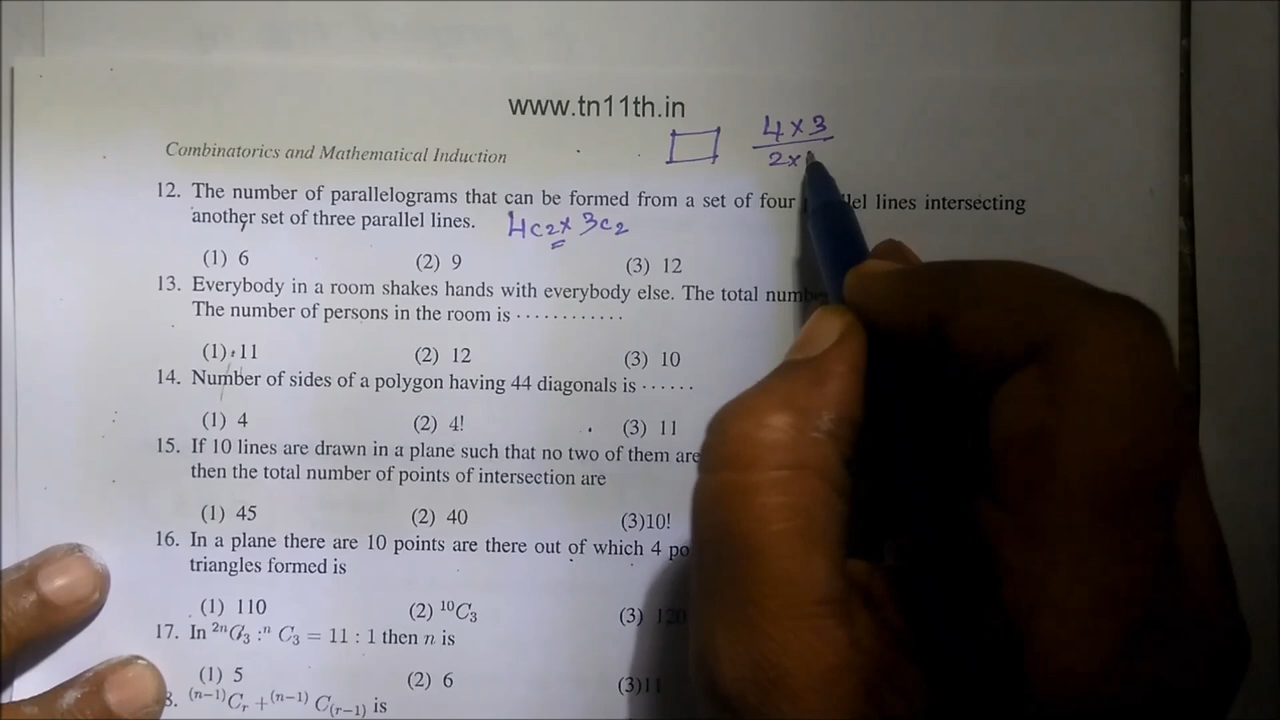 www.tn11th.in
4 x 3
2 x
Combinatorics and Mathematical Induction
12. The number of parallelograms that can be formed from a set of four lines intersecting
another set of three parallel lines. 4c2 x 3c2
(1) 6 (2) 9 (3) 12
13. Everybody in a room shakes hands with everybody else. The total
The number of persons in the room is ············
(1) 11 (2) 12 (3) 10
14. Number of sides of a polygon having 44 diagonals is ······
(1) 4 (2) 4! (3) 11
15. If 10 lines are drawn in a plane such that no two of them are
then the total number of points of intersection are
(1) 45 (2) 40 (3)10!
16. In a plane there are 10 points are there out of which 4
triangles formed is
(1) 110 (2) ¹⁰C₃ (3) 120
17. In ²ⁿC₃ :ⁿ C₃ = 11 : 1 then n is
(1) 5 (2) 6 (3)11
⁽ⁿ⁻¹⁾Cᵣ +⁽ⁿ⁻¹⁾ C₍ᵣ₋₁₎ is